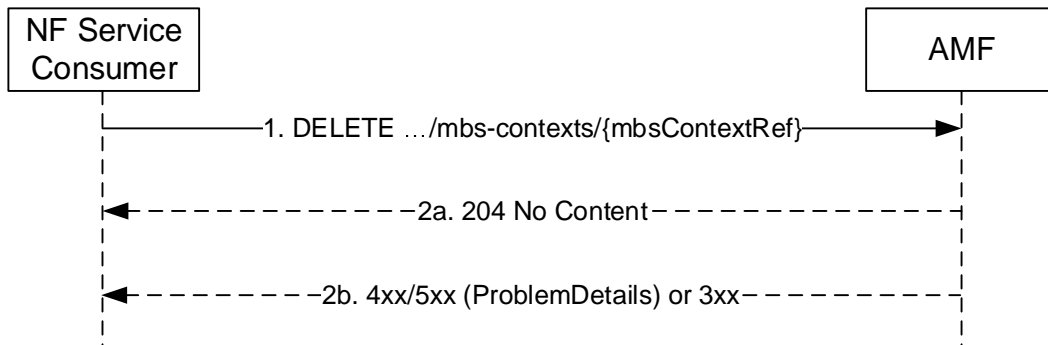 NF Service
Consumer
AMF
1. DELETE …/mbs-contexts/{mbsContextRef}
2a. 204 No Content
2b. 4xx/5xx (ProblemDetails) or 3xx